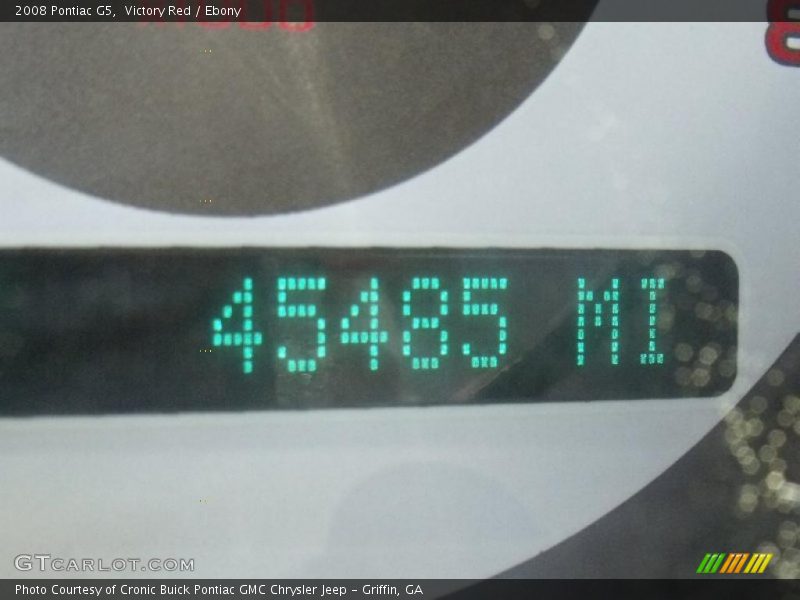 2008 Pontiac G5, Victory Red / Ebony
45485 MI
GTCARLOT.COM
Photo Courtesy of Cronic Buick Pontiac GMC Chrysler Jeep - Griffin, GA